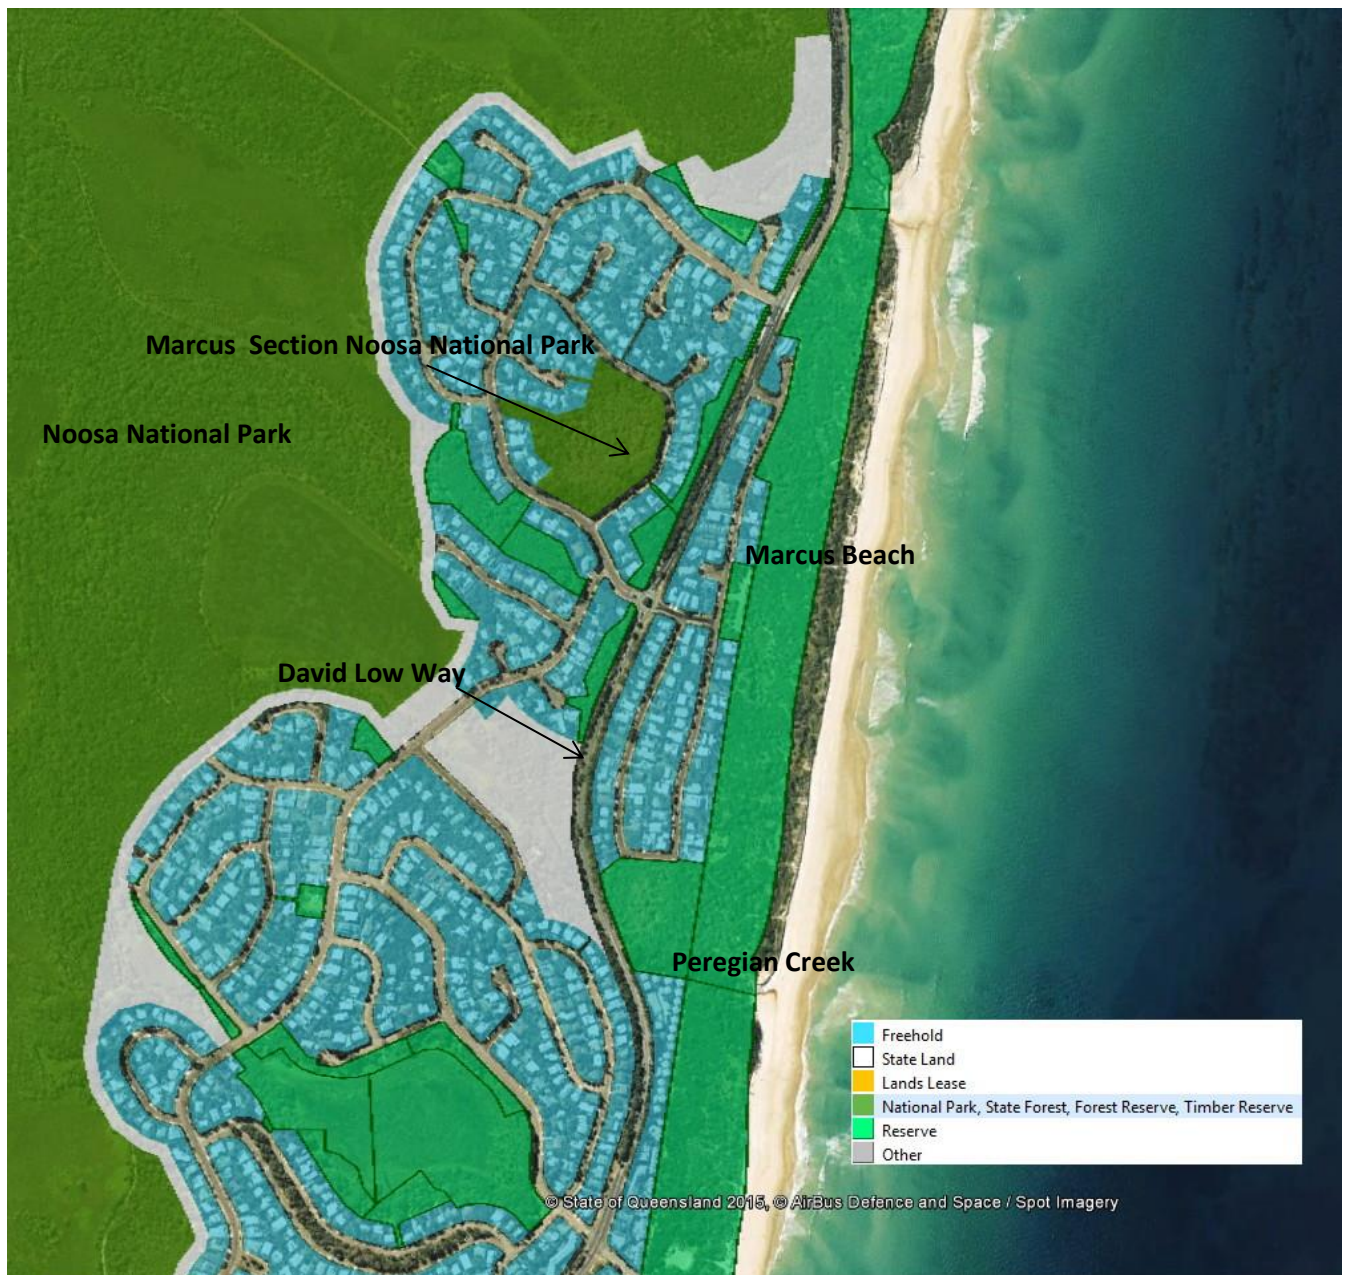 Marcus  Section Noosa National Park
Noosa National Park
Marcus Beach
David Low Way
Peregian Creek
Freehold
State Land
Lands Lease
National Park, State Forest, Forest Reserve, Timber Reserve
Reserve
Other
© State of Queensland 2015, © AirBus Defence and Space / Spot Imagery